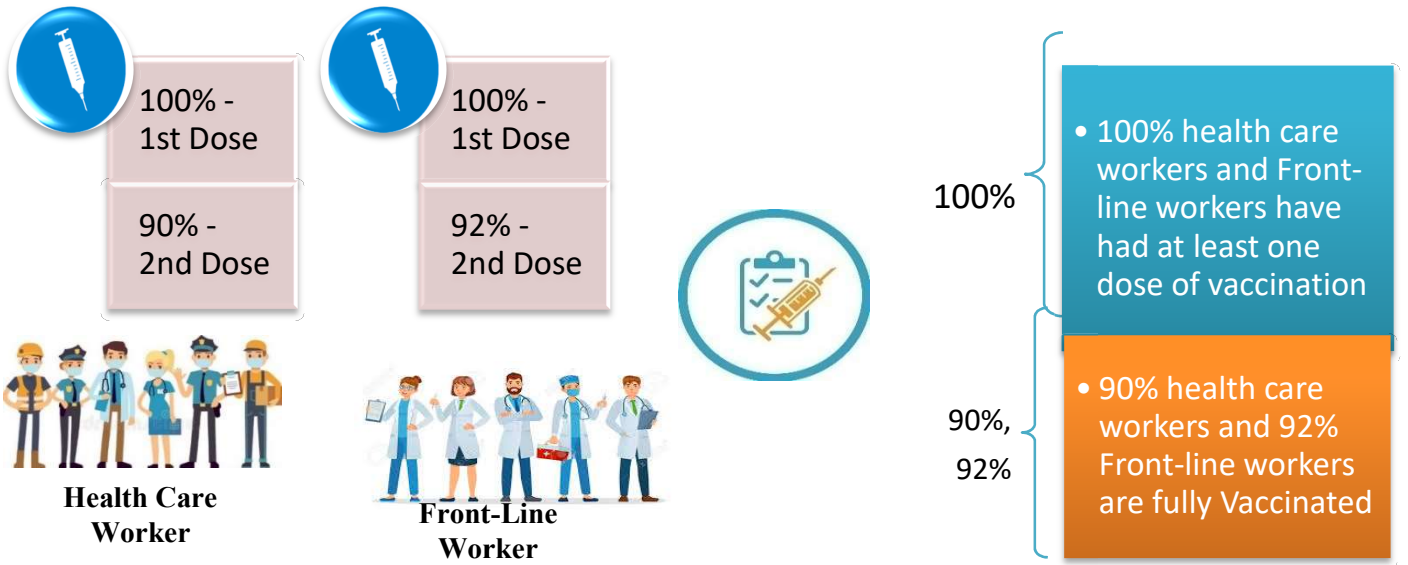 100% -
1st Dose
90% -
2nd Dose
Health Care
Worker
100% -
1st Dose
92% -
2nd Dose
Front-Line
Worker
100%
• 100% health care
workers and Front-
line workers have
had at least one
dose of vaccination
90%,
92%
• 90% health care
workers and 92%
Front-line workers
are fully Vaccinated